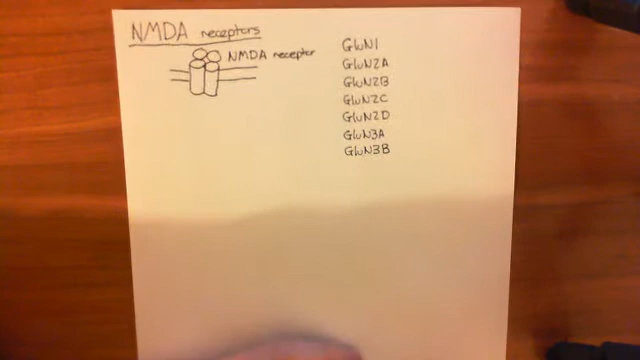 NMDA receptors
NMDA receptor
GluN1
GluN2A
GluN2B
GluN2C
GluN2D
GluN3A
GluN3B